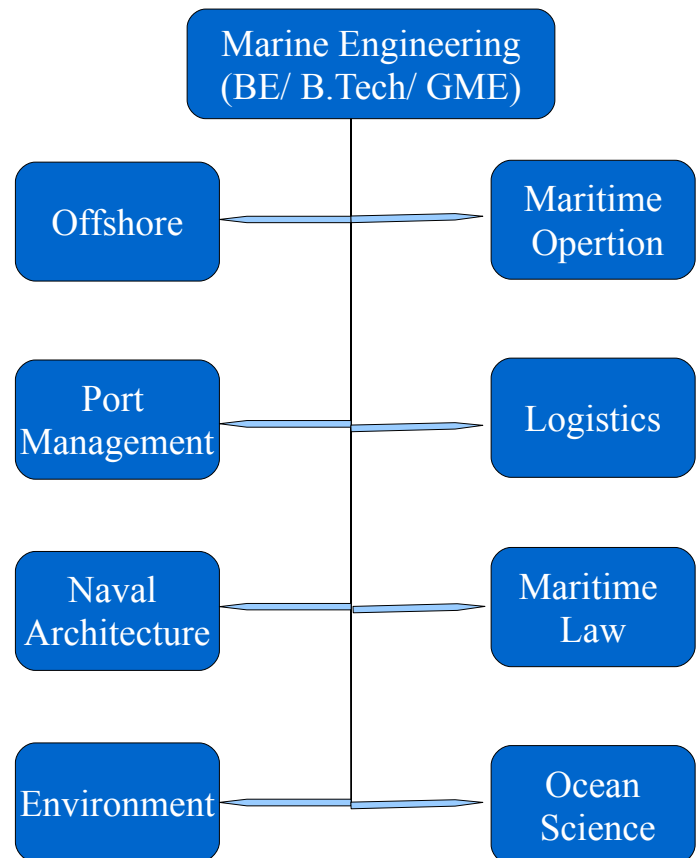 Marine Engineering
(BE/ B.Tech/ GME)
Offshore
Maritime
Opertion
Port
Management
Logistics
Naval
Architecture
Maritime
Law
Environment
Ocean
Science